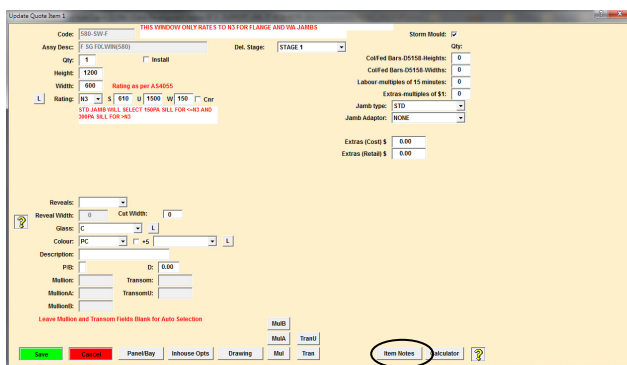 Update Quote Item 1
THIS WINDOW ONLY RATES TO N3 FOR FLANGE AND WA JAMBS
Code: 580-SW-F
Storm Mould:
Assy Desc: F SG FIX.WIN(580) Del. Stage: STAGE 1
Qty:
Qty: 1 Install
Col/Fed Bars-D5158-Heights: 0
Height: 1200
Col/Fed Bars-D5158-Widths: 0
Width: 600 Rating as per AS4055
Labour-multiples of 15 minutes: 0
L Rating: N3 S 610 U 1500 W 150 Cnr
Extras-multiples of $1: 0
STD JAMB WILL SELECT 150PA SILL FOR <=N3 AND
300PA SILL FOR >N3
Jamb type: STD
Jamb Adaptor: NONE
Extras (Cost) $ 0.00
Extras (Retail) $ 0.00
Reveals:
Reveal Width: 0 Cut Width: 0
?
Glass: C L
Colour: PC +5 L
Description:
P/B: D: 0.00
Mullion: Transom:
MullionA: TransomU:
MullionB:
Leave Mullion and Transom Fields Blank for Auto Selection
MulB
MulA TranU
Save Cancel Panel/Bay Inhouse Opts Drawing Mul Tran Item Notes Calculator ?